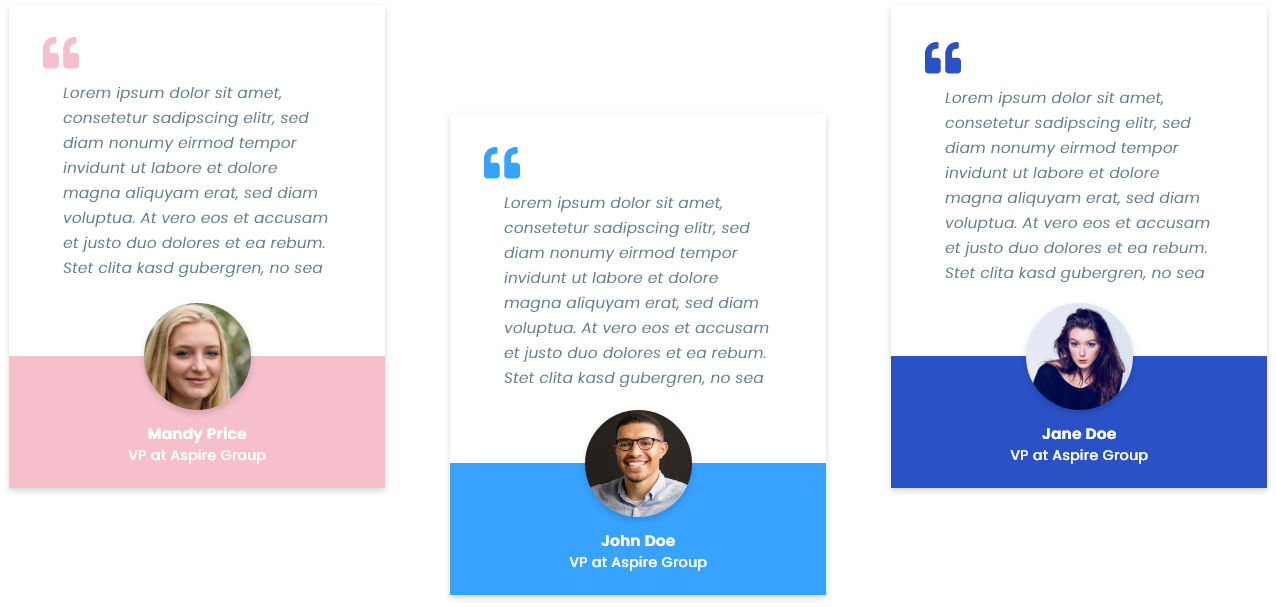 “
Lorem ipsum dolor sit amet,
consetetur sadipscing elitr, sed
diam nonumy eirmod tempor
invidunt ut labore et dolore
magna aliquyam erat, sed diam
voluptua. At vero eos et accusam
et justo duo dolores et ea rebum.
Stet clita kasd gubergren, no sea
Mandy Price
VP at Aspire Group
“
Lorem ipsum dolor sit amet,
consetetur sadipscing elitr, sed
diam nonumy eirmod tempor
invidunt ut labore et dolore
magna aliquyam erat, sed diam
voluptua. At vero eos et accusam
et justo duo dolores et ea rebum.
Stet clita kasd gubergren, no sea
John Doe
VP at Aspire Group
“
Lorem ipsum dolor sit amet,
consetetur sadipscing elitr, sed
diam nonumy eirmod tempor
invidunt ut labore et dolore
magna aliquyam erat, sed diam
voluptua. At vero eos et accusam
et justo duo dolores et ea rebum.
Stet clita kasd gubergren, no sea
Jane Doe
VP at Aspire Group